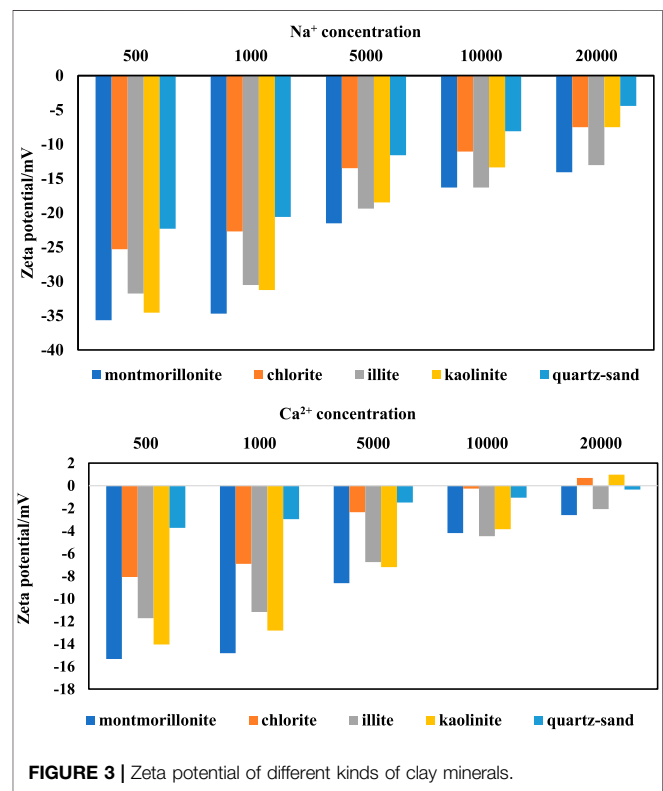 Na⁺ concentration
500 1000 5000 10000 20000
0
-5
-10
-15
-20
-25
-30
-35
-40
Zeta potential/mV
montmorillonite chlorite illite kaolinite quartz-sand
Ca²⁺ concentration
500 1000 5000 10000 20000
2
0
-2
-4
-6
-8
-10
-12
-14
-16
-18
Zeta potential/mV
montmorillonite chlorite illite kaolinite quartz-sand
FIGURE 3 | Zeta potential of different kinds of clay minerals.